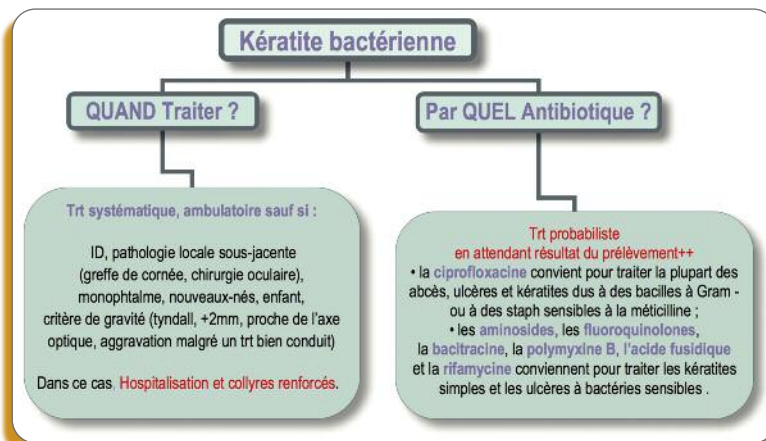 Kératite bactérienne
QUAND Traiter ?
Par QUEL Antibiotique ?
Trt systématique, ambulatoire sauf si :
ID, pathologie locale sous-jacente
(greffe de cornée, chirurgie oculaire),
monophtalme, nouveaux-nés, enfant,
critère de gravité (tyndall, +2mm, proche de l'axe
optique, aggravation malgré un trt bien conduit)
Dans ce cas, Hospitalisation et collyres renforcés.
Trt probabiliste
en attendant résultat du prélèvement++
• la ciprofloxacine convient pour traiter la plupart des
abcès, ulcères et kératites dus à des bacilles à Gram -
ou à des staph sensibles à la méticilline ;
• les aminosides, les fluoroquinolones,
la bacitracine, la polymyxine B, l'acide fusidique
et la rifamycine conviennent pour traiter les kératites
simples et les ulcères à bactéries sensibles .